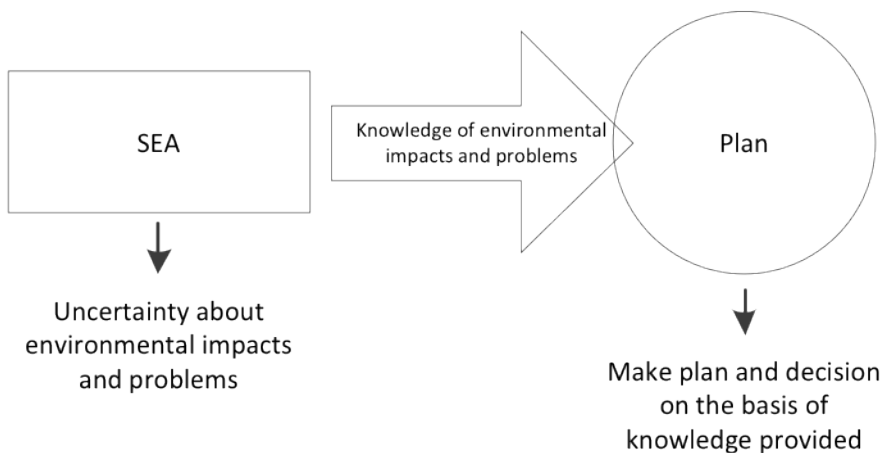 SEA
Knowledge of environmental
impacts and problems
Plan
Uncertainty about
environmental impacts
and problems
Make plan and decision
on the basis of
knowledge provided